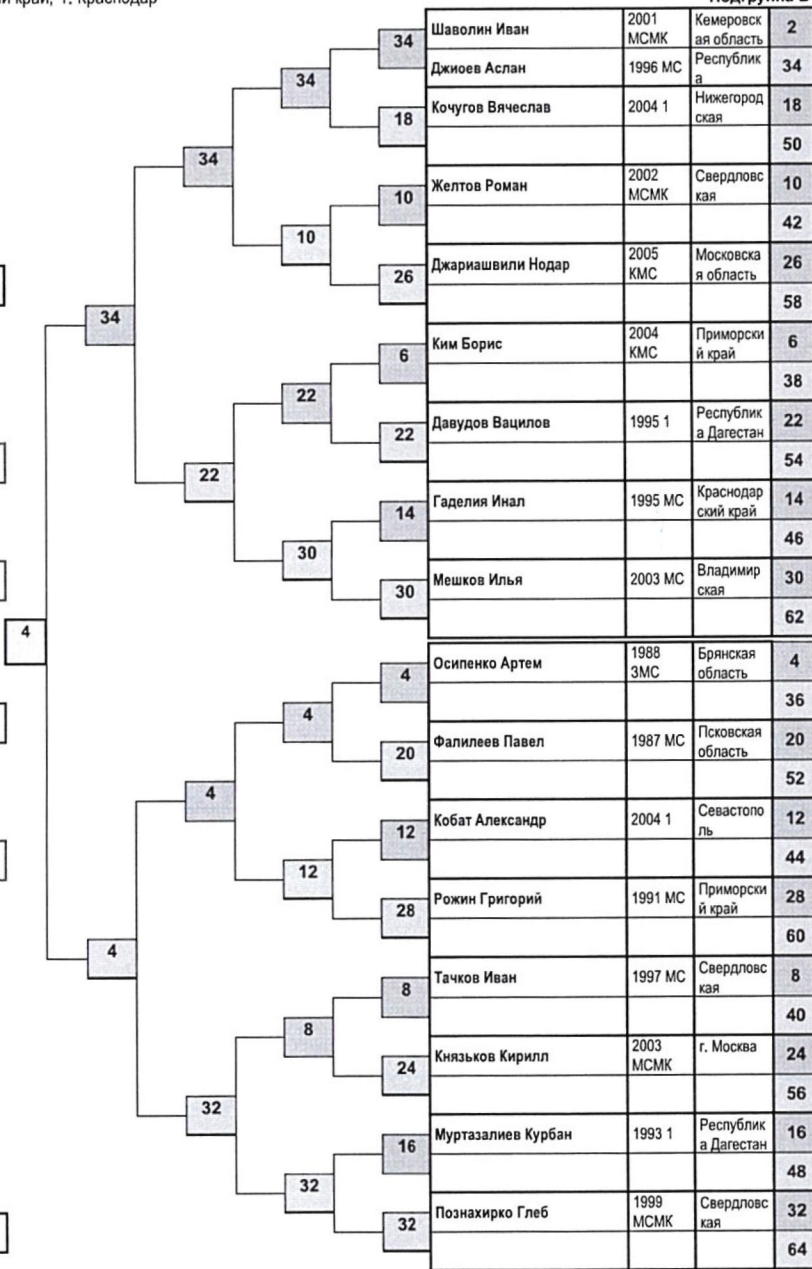 край, г. Краснодар
Шаволин Иван 2001 МСМК Кемеровская область 2
34
Джиоев Аслан 1996 МС Республика 34
34
Кочугов Вячеслав 2004 1 Нижегородская 18
18
50
34
Желтов Роман 2002 МСМК Свердловская 10
10
42
10
Джариашвили Нодар 2005 КМС Московская область 26
26
58
34
Ким Борис 2004 КМС Приморский край 6
6
38
22
Давудов Вацилов 1995 1 Республика Дагестан 22
22
54
22
Гаделия Инал 1995 МС Краснодарский край 14
14
46
30
Мешков Илья 2003 МС Владимирская 30
30
62
4
Осипенко Артем 1988 ЗМС Брянская область 4
4
36
4
Фалилеев Павел 1987 МС Псковская область 20
20
52
4
Кобат Александр 2004 1 Севастополь 12
12
44
12
Рожин Григорий 1991 МС Приморский край 28
28
60
4
Тачков Иван 1997 МС Свердловская 8
8
40
8
Князьков Кирилл 2003 МСМК г. Москва 24
24
56
32
Муртазалиев Курбан 1993 1 Республика Дагестан 16
16
48
32
Познахирко Глеб 1999 МСМК Свердловская 32
32
64